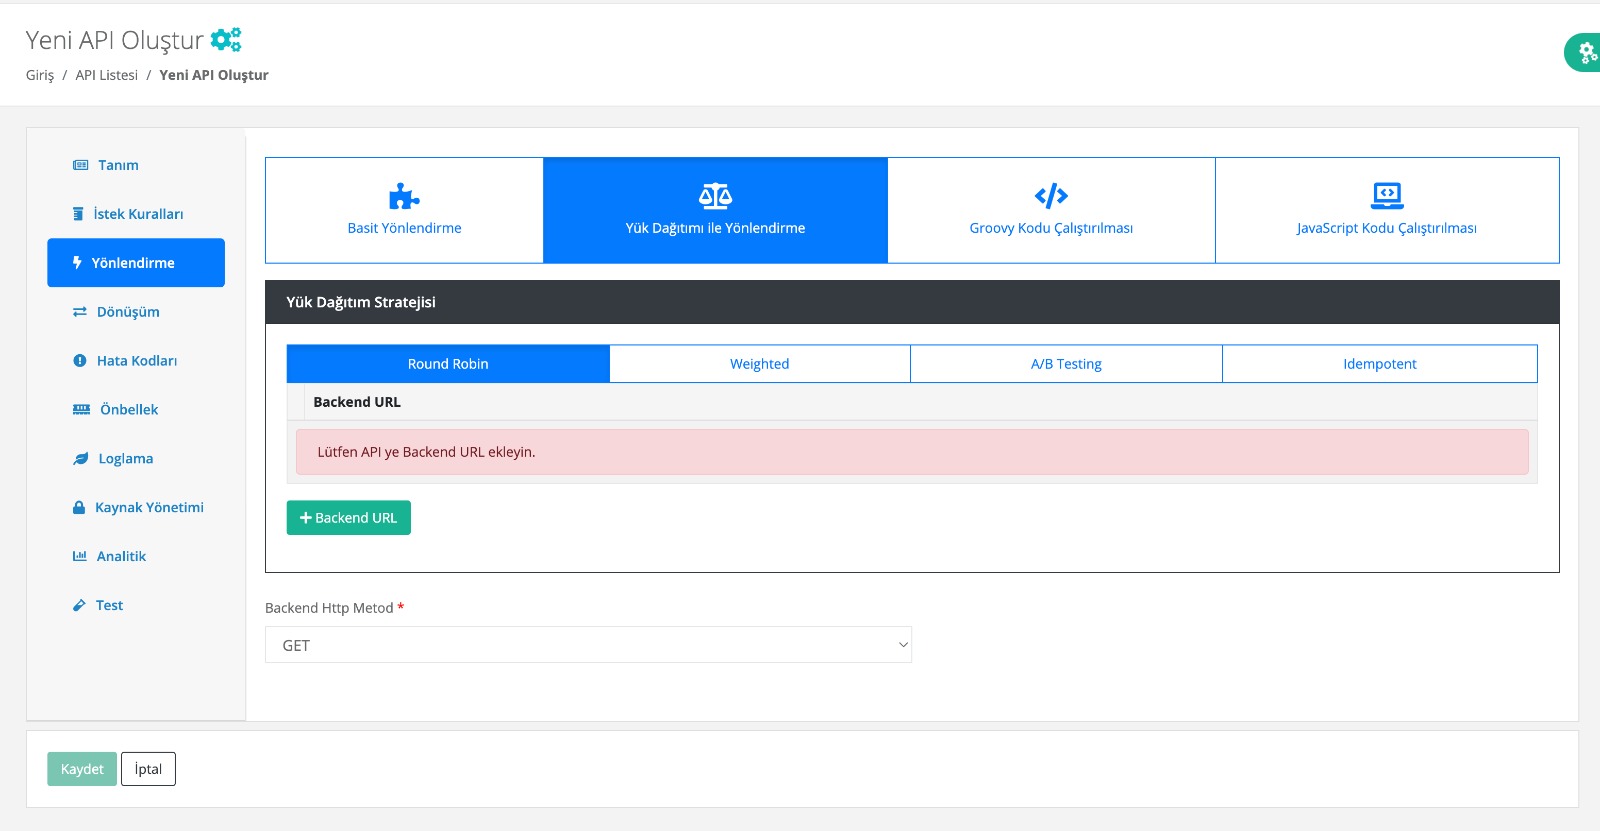 Yeni API Oluştur
Giriş / API Listesi / Yeni API Oluştur
Tanım
İstek Kuralları
Yönlendirme
Dönüşüm
Hata Kodları
Önbellek
Loglama
Kaynak Yönetimi
Analitik
Test
Basit Yönlendirme
Yük Dağıtımı ile Yönlendirme
Groovy Kodu Çalıştırılması
JavaScript Kodu Çalıştırılması
Yük Dağıtım Stratejisi
Round Robin
Weighted
A/B Testing
Idempotent
Backend URL
Lütfen API ye Backend URL ekleyin.
+ Backend URL
Backend Http Metod *
GET
Kaydet
İptal